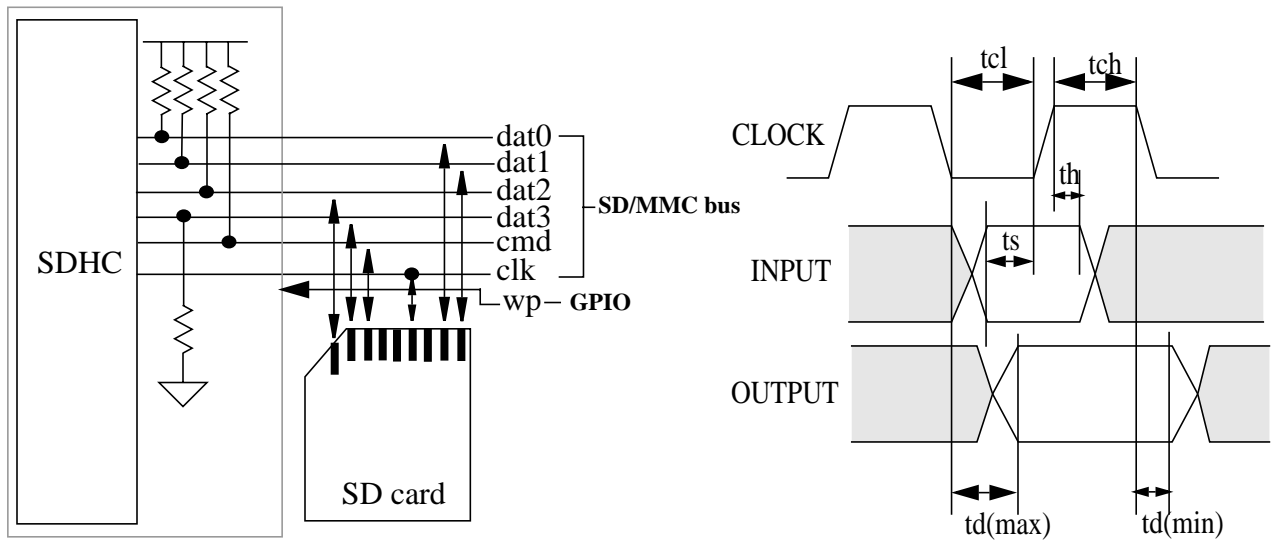 SDHC
dat0
dat1
dat2
dat3
cmd
clk
wp
SD/MMC bus
GPIO
SD card
tcl
tch
CLOCK
th
ts
INPUT
OUTPUT
td(max)
td(min)